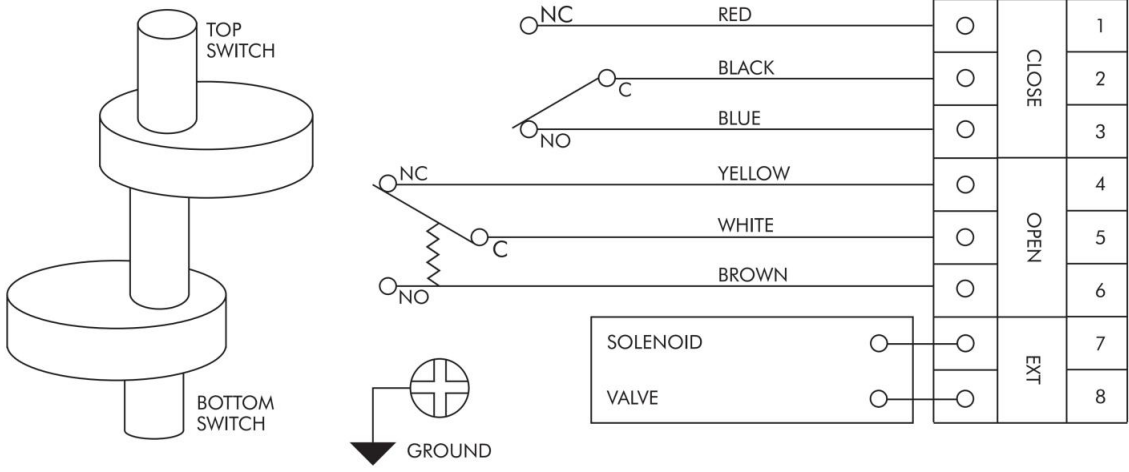 TOP
SWITCH
BOTTOM
SWITCH
NC RED 1
C BLACK 2
NO BLUE 3
CLOSE
NC YELLOW 4
C WHITE 5
NO BROWN 6
OPEN
SOLENOID 7
VALVE 8
EXT
GROUND